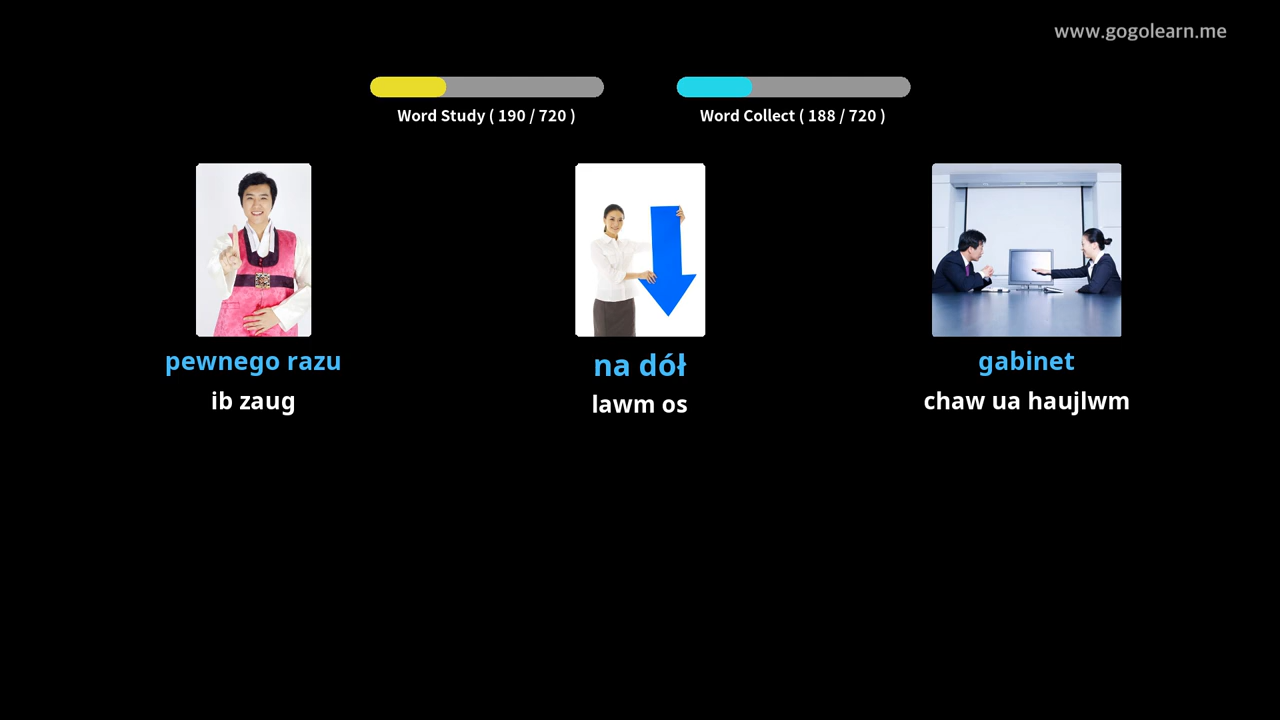 www.gogolearn.me
Word Study ( 190 / 720 )
Word Collect ( 188 / 720 )
pewnego razu
ib zaug
na dół
lawm os
gabinet
chaw ua haujlwm